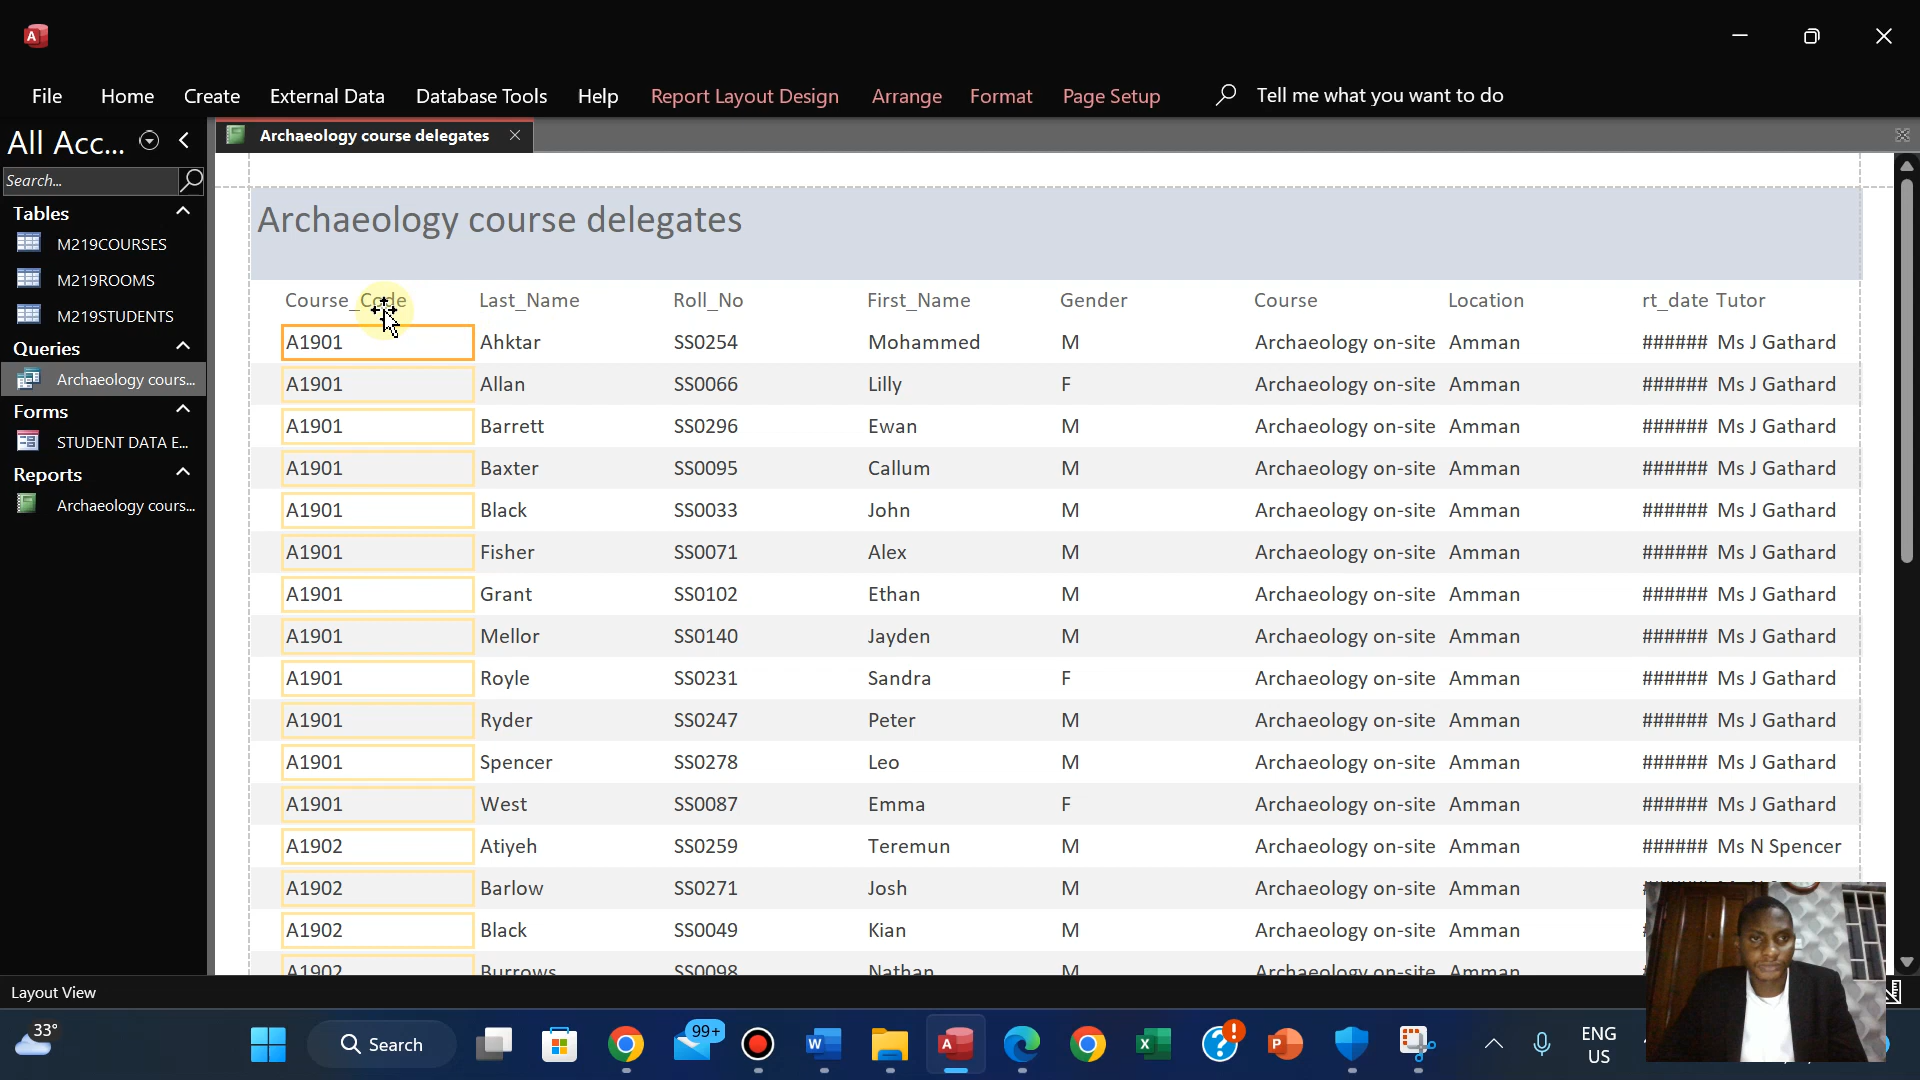 File Home Create External Data Database Tools Help Report Layout Design Arrange Format Page Setup Tell me what you want to do
All Acc...
Search...
Tables
M219COURSES
M219ROOMS
M219STUDENTS
Queries
Archaeology cours...
Forms
STUDENT DATA E...
Reports
Archaeology cours...
Archaeology course delegates
Archaeology course delegates
Course_Code Last_Name Roll_No First_Name Gender Course Location rt_date Tutor
A1901 Ahktar SS0254 Mohammed M Archaeology on-site Amman ###### Ms J Gathard
A1901 Allan SS0066 Lilly F Archaeology on-site Amman ###### Ms J Gathard
A1901 Barrett SS0296 Ewan M Archaeology on-site Amman ###### Ms J Gathard
A1901 Baxter SS0095 Callum M Archaeology on-site Amman ###### Ms J Gathard
A1901 Black SS0033 John M Archaeology on-site Amman ###### Ms J Gathard
A1901 Fisher SS0071 Alex M Archaeology on-site Amman ###### Ms J Gathard
A1901 Grant SS0102 Ethan M Archaeology on-site Amman ###### Ms J Gathard
A1901 Mellor SS0140 Jayden M Archaeology on-site Amman ###### Ms J Gathard
A1901 Royle SS0231 Sandra F Archaeology on-site Amman ###### Ms J Gathard
A1901 Ryder SS0247 Peter M Archaeology on-site Amman ###### Ms J Gathard
A1901 Spencer SS0278 Leo M Archaeology on-site Amman ###### Ms J Gathard
A1901 West SS0087 Emma F Archaeology on-site Amman ###### Ms J Gathard
A1902 Atiyeh SS0259 Teremun M Archaeology on-site Amman ###### Ms N Spencer
A1902 Barlow SS0271 Josh M Archaeology on-site Amman
A1902 Black SS0049 Kian M Archaeology on-site Amman
A1902 Burrows SS0098 Nathan M Archaeology on-site Amman
Layout View
33° Search 99+ ENG
US